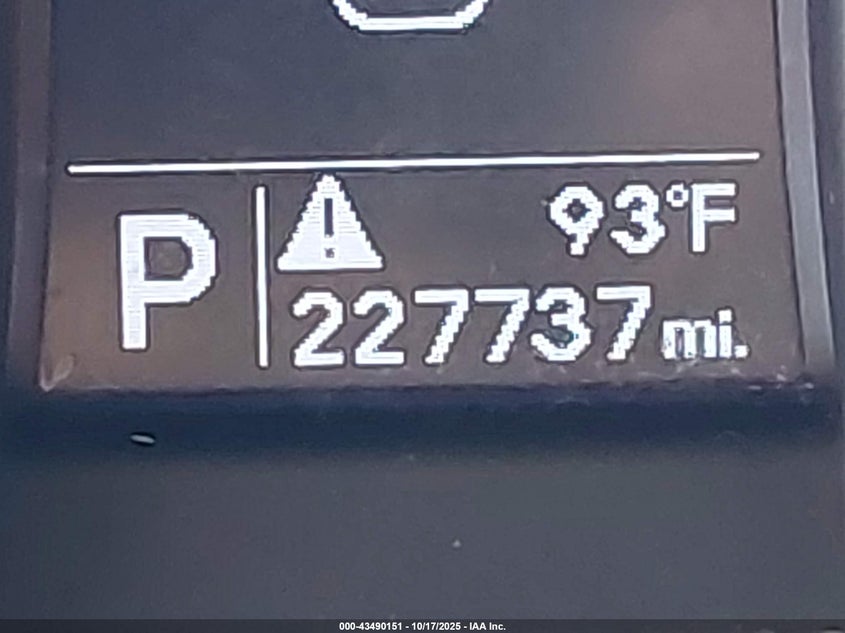 93°F
P
227737 mi.
000-43490151 - 10/17/2025 - IAA Inc.